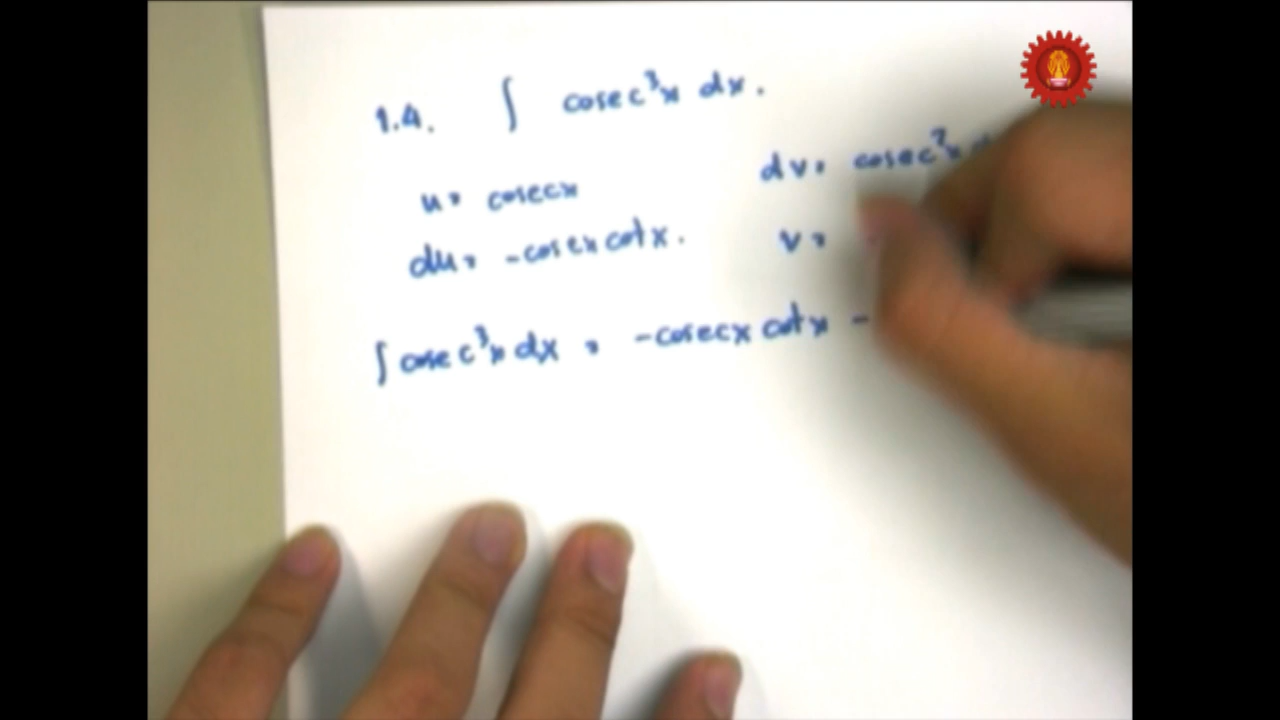 1.4. ∫ cosec³x dx.
u = cosecx dv = cosec²x
du = -cosecx cotx. v =
∫cosec³x dx = -cosecx cotx -